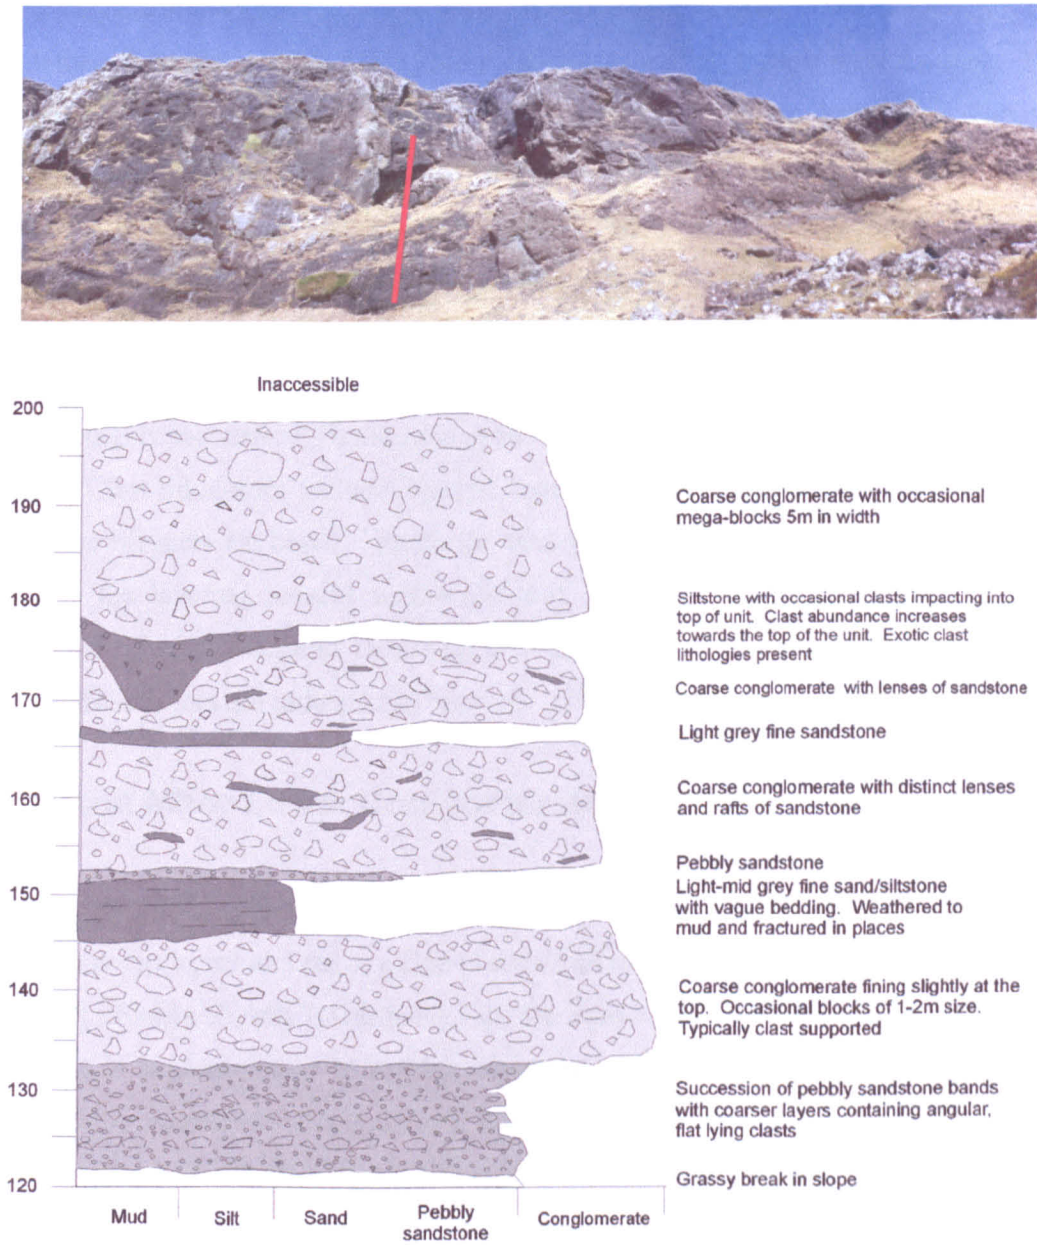 Inaccessible
200
190
180
170
160
150
140
130
120
Coarse conglomerate with occasional
mega-blocks 5m in width
Siltstone with occasional clasts impacting into
top of unit. Clast abundance increases
towards the top of the unit. Exotic clast
lithologies present
Coarse conglomerate with lenses of sandstone
Light grey fine sandstone
Coarse conglomerate with distinct lenses
and rafts of sandstone
Pebbly sandstone
Light-mid grey fine sand/siltstone
with vague bedding. Weathered to
mud and fractured in places
Coarse conglomerate fining slightly at the
top. Occasional blocks of 1-2m size.
Typically clast supported
Succession of pebbly sandstone bands
with coarser layers containing angular,
flat lying clasts
Grassy break in slope
Mud
Silt
Sand
Pebbly
sandstone
Conglomerate